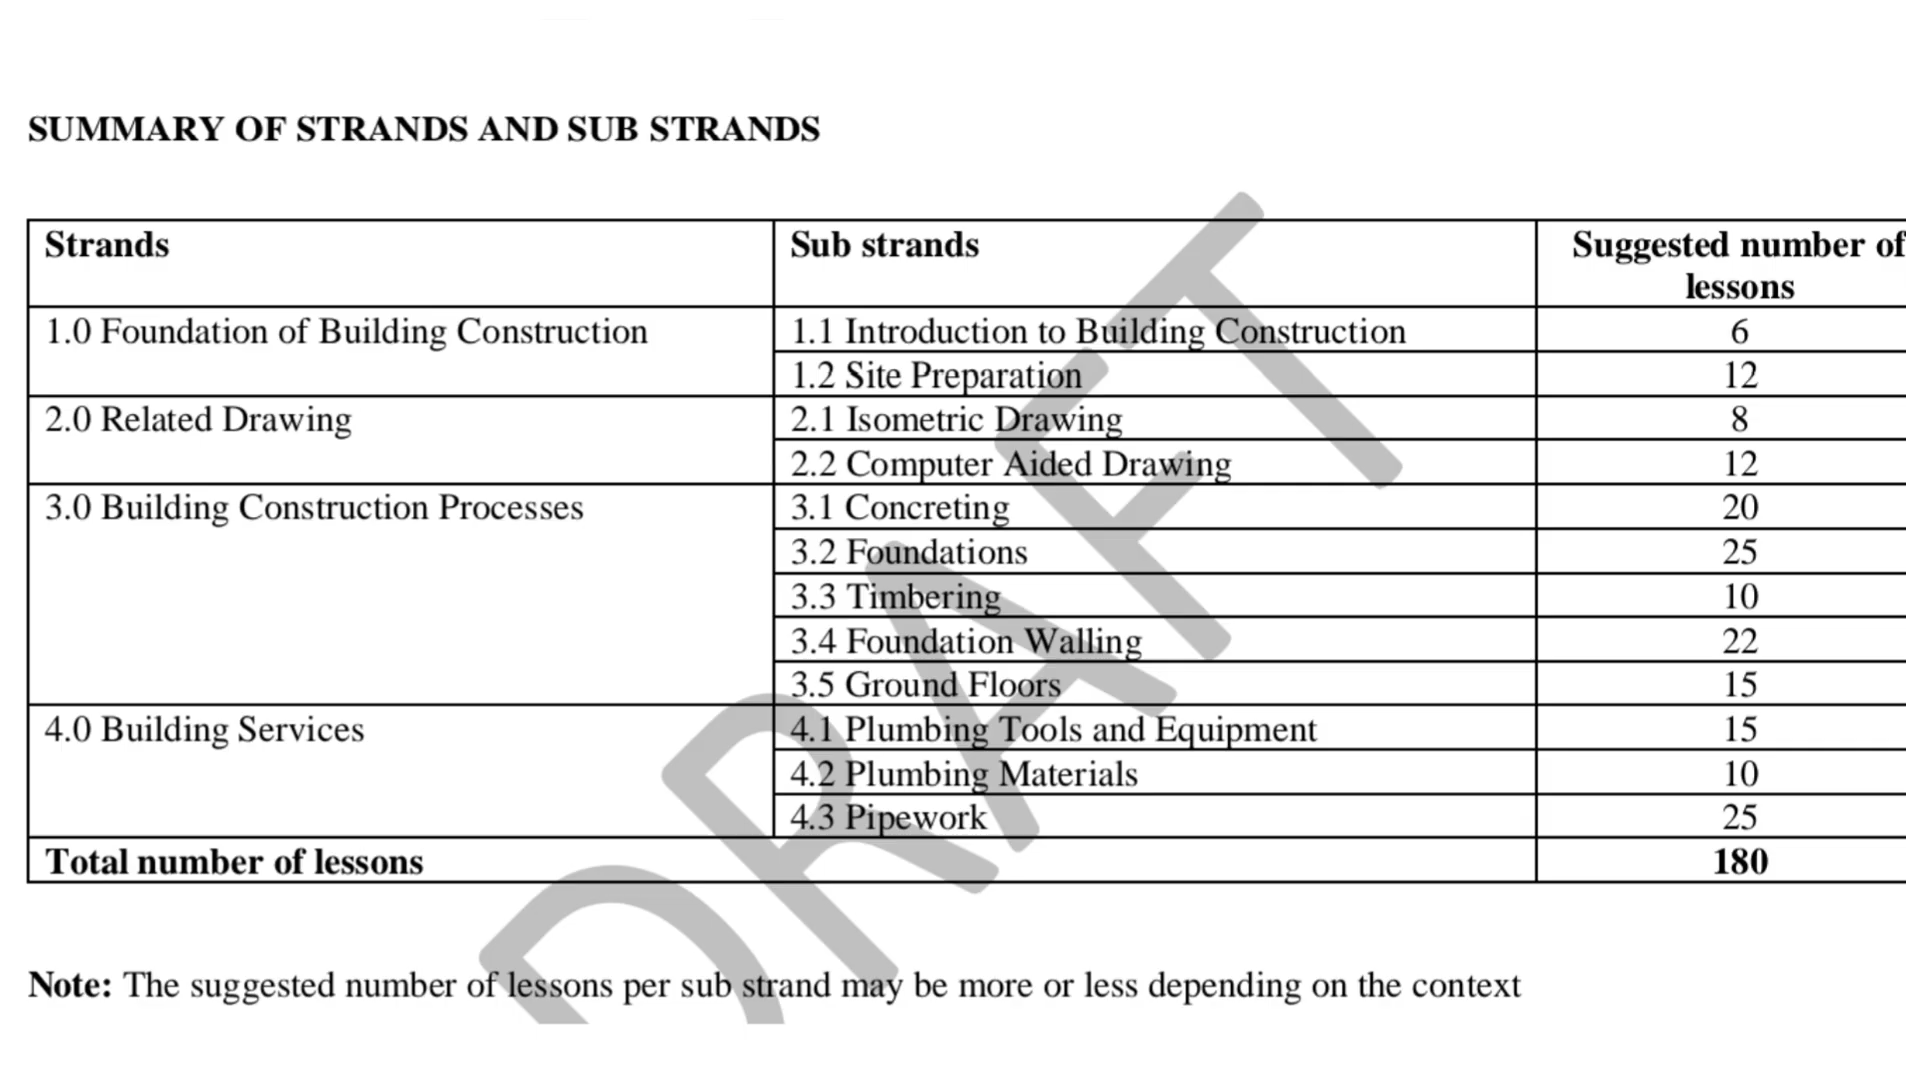 SUMMARY OF STRANDS AND SUB STRANDS
Strands Sub strands Suggested number of
lessons
1.0 Foundation of Building Construction 1.1 Introduction to Building Construction 6
1.2 Site Preparation 12
2.0 Related Drawing 2.1 Isometric Drawing 8
2.2 Computer Aided Drawing 12
3.0 Building Construction Processes 3.1 Concreting 20
3.2 Foundations 25
3.3 Timbering 10
3.4 Foundation Walling 22
3.5 Ground Floors 15
4.0 Building Services 4.1 Plumbing Tools and Equipment 15
4.2 Plumbing Materials 10
4.3 Pipework 25
Total number of lessons 180
Note: The suggested number of lessons per sub strand may be more or less depending on the context
DRAFT